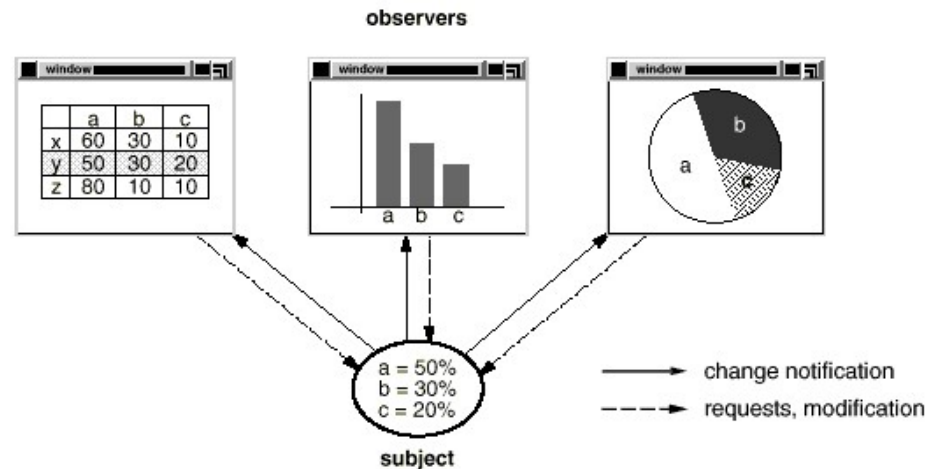 observers
window
a b c
x 60 30 10
y 50 30 20
z 80 10 10
window
a b c
window
a
b
c
a = 50%
b = 30%
c = 20%
subject
change notification
requests, modification